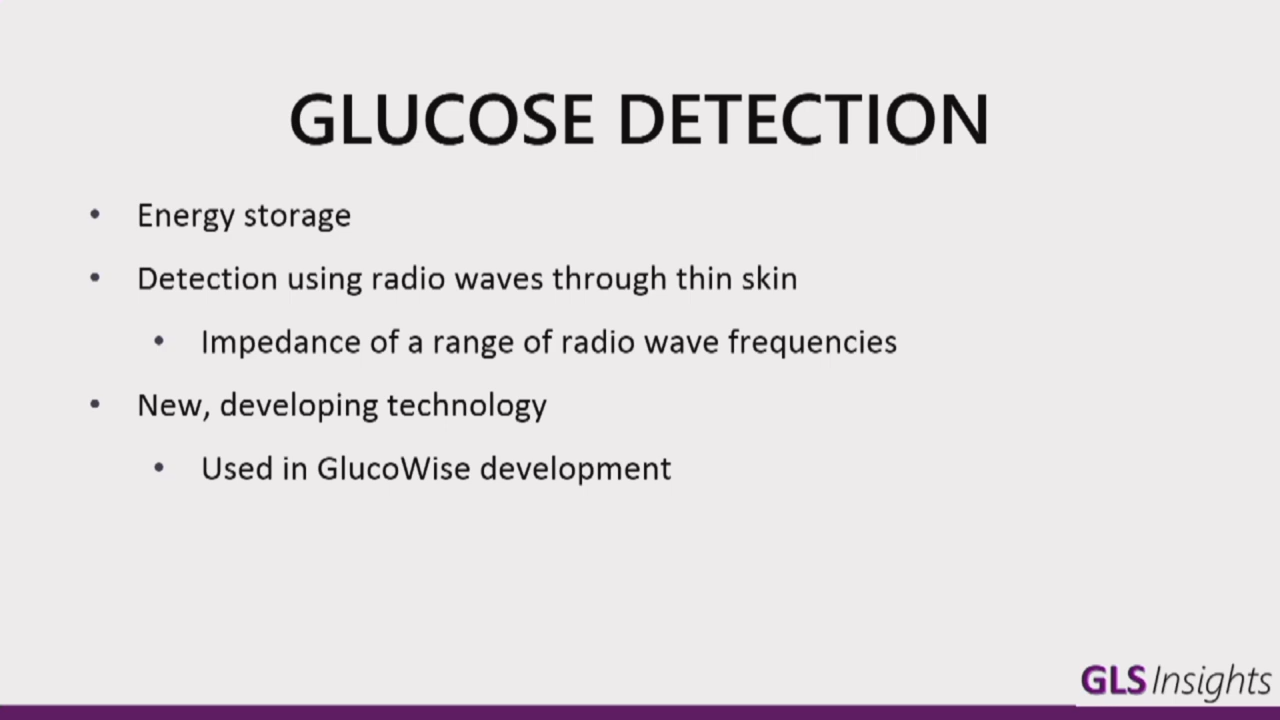 GLUCOSE DETECTION
• Energy storage
• Detection using radio waves through thin skin
• Impedance of a range of radio wave frequencies
• New, developing technology
• Used in GlucoWise development
GLS Insights